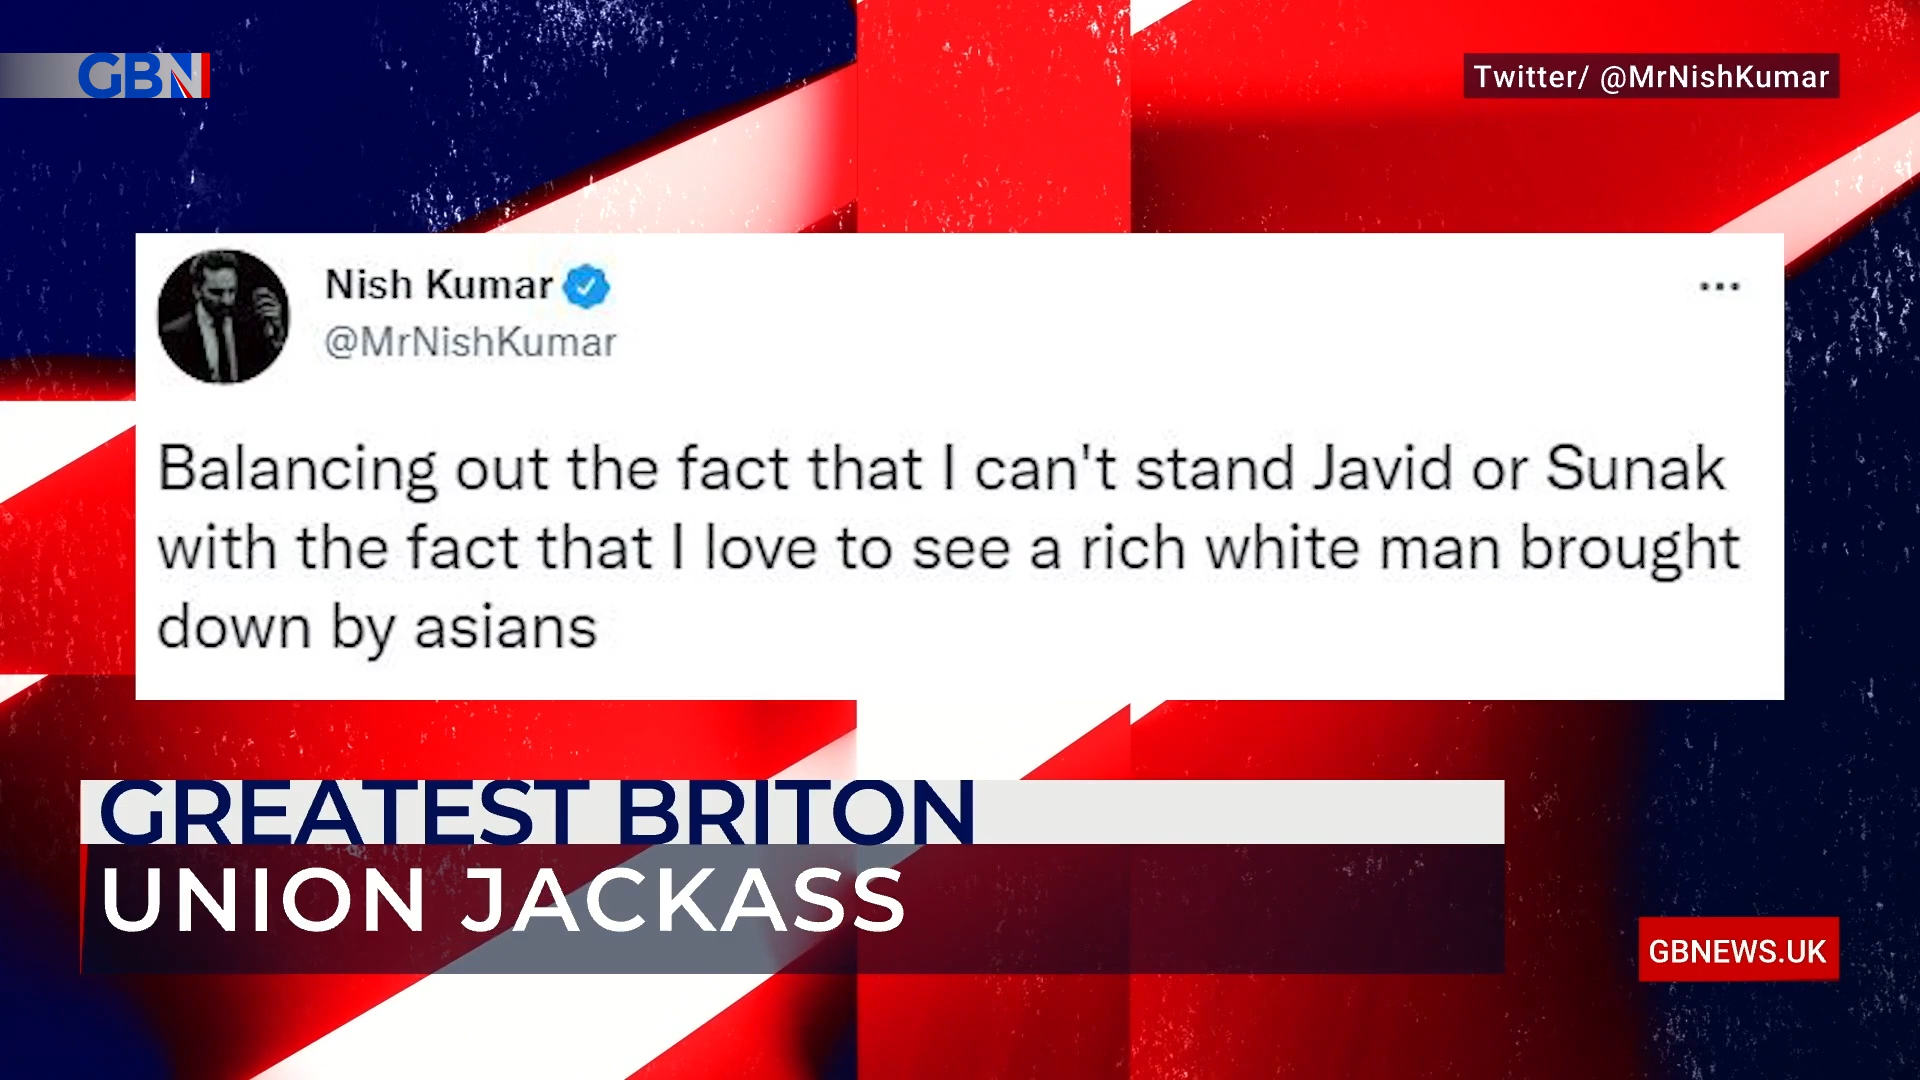 GBN
Twitter/ @MrNishKumar
Nish Kumar
@MrNishKumar
Balancing out the fact that I can't stand Javid or Sunak
with the fact that I love to see a rich white man brought
down by asians
GREATEST BRITON
UNION JACKASS
GBNEWS.UK